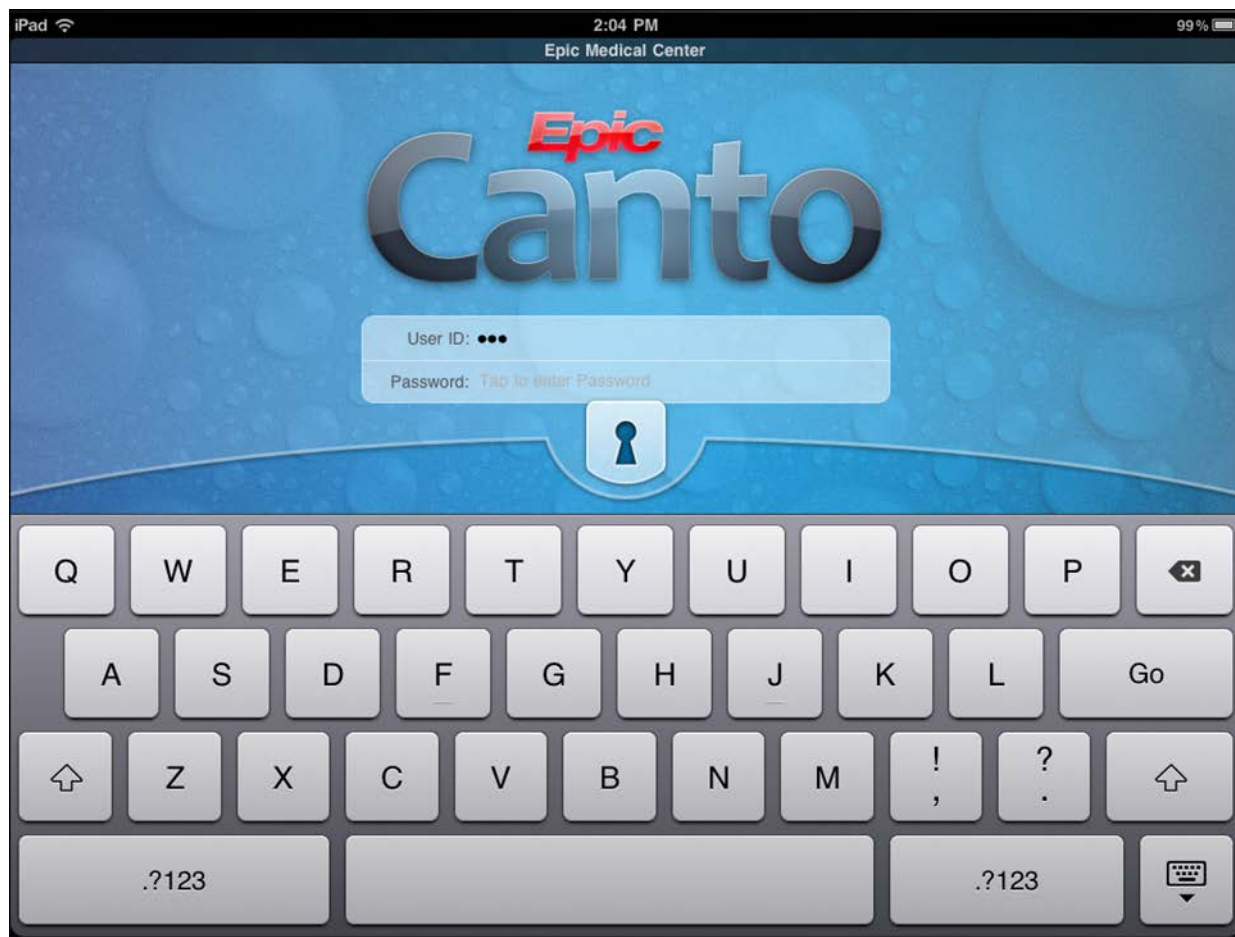 iPad 2:04 PM 99%
Epic Medical Center
Epic
Canto
User ID: •••
Password: Tap to enter Password
Q W E R T Y U I O P
A S D F G H J K L Go
Z X C V B N M ! , ? .
.?123 .?123